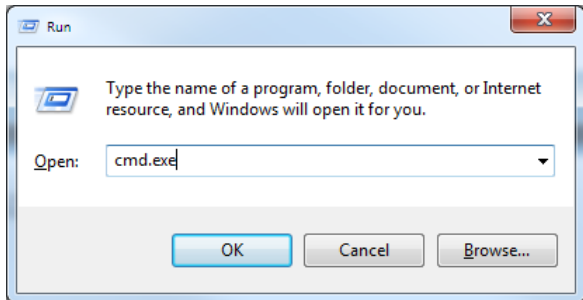 Run
Type the name of a program, folder, document, or Internet
resource, and Windows will open it for you.
Open: cmd.exe
OK Cancel Browse...